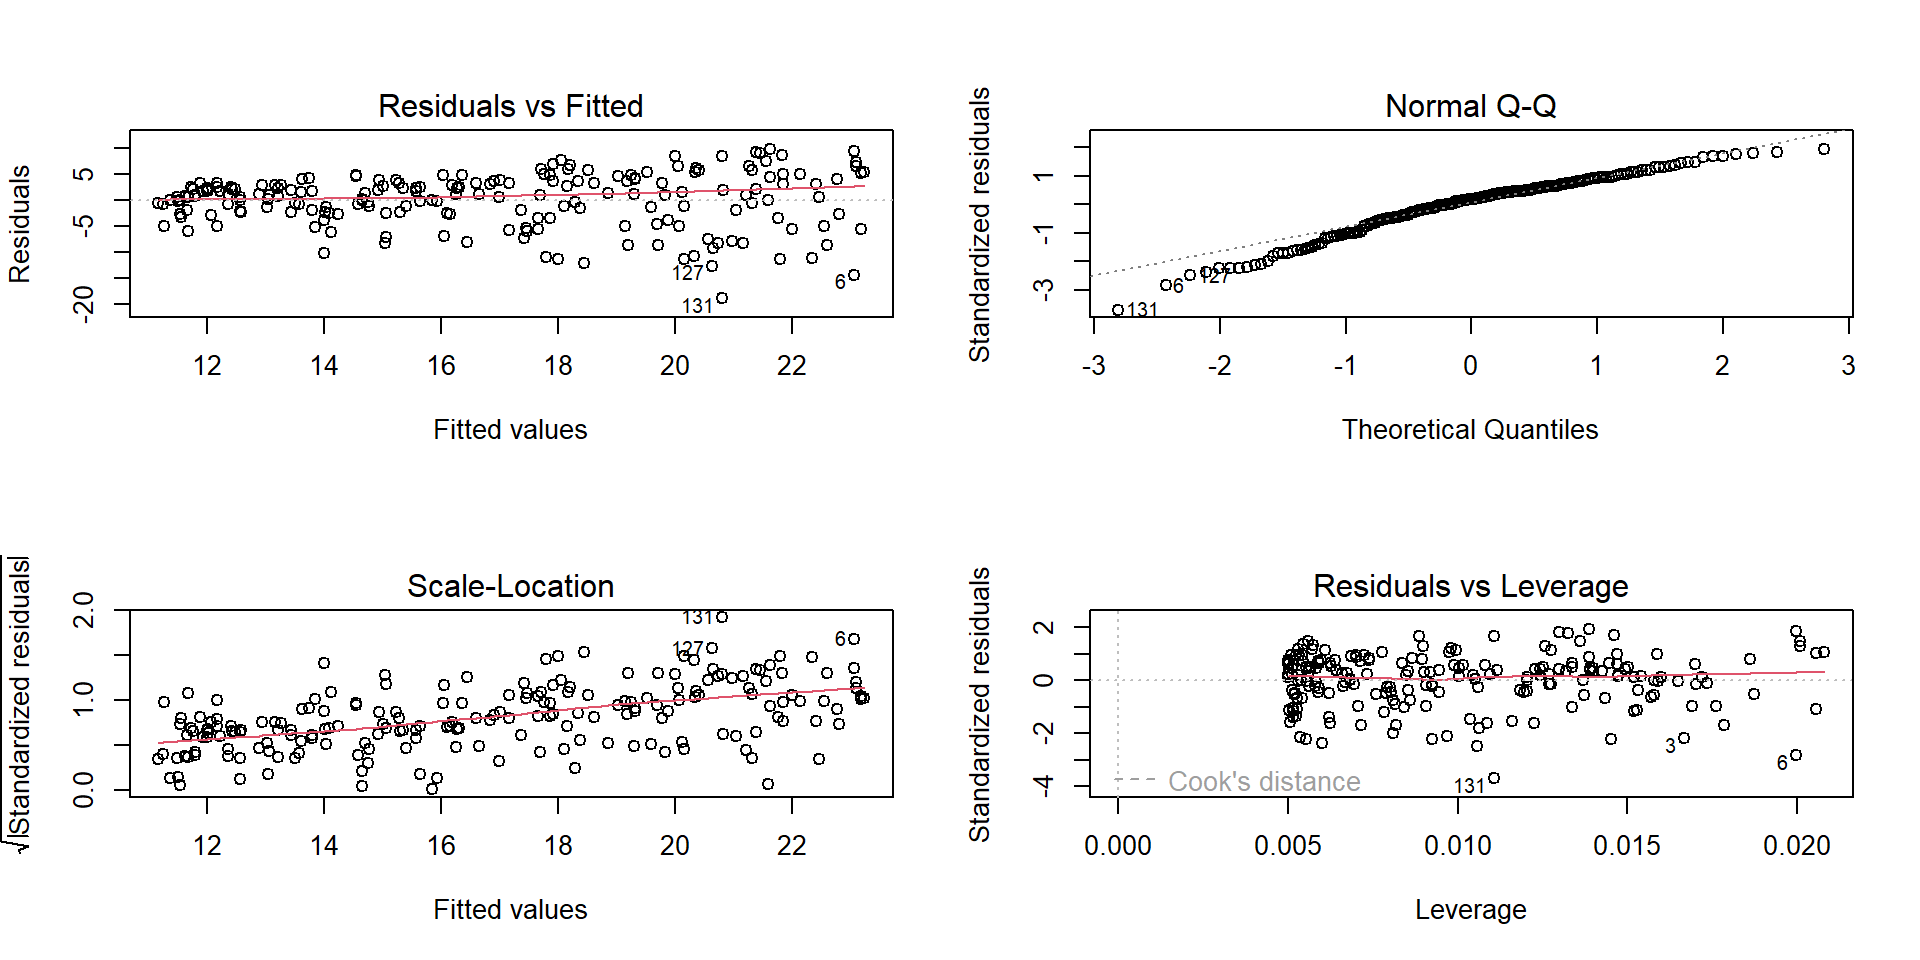 Residuals vs Fitted
Residuals
5
-5
-20
127
131
6
12 14 16 18 20 22
Fitted values
Normal Q-Q
Standardized residuals
1
-1
-3
131
6
127
-3 -2 -1 0 1 2 3
Theoretical Quantiles
Scale-Location
√|Standardized residuals|
2.0
1.0
0.0
131
127
6
12 14 16 18 20 22
Fitted values
Residuals vs Leverage
Standardized residuals
2
0
-2
-4
3
6
131
Cook's distance
0.000 0.005 0.010 0.015 0.020
Leverage